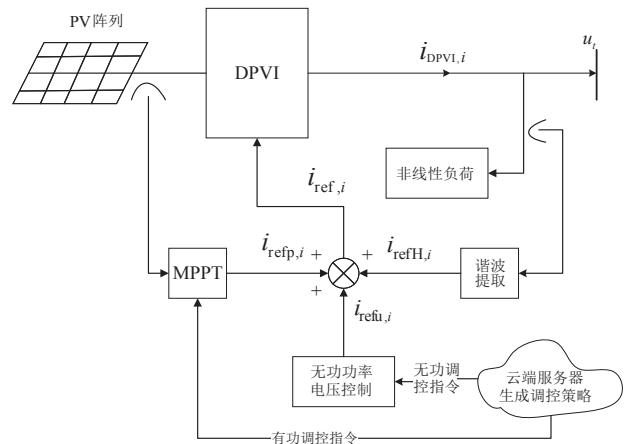 PV 阵列
DPVI
i_DPVI,i
u_t
非线性负荷
i_ref,i
i_refp,i
+
+
+
i_refH,i
MPPT
谐波
提取
i_refu,i
无功功率
电压控制
无功调
控指令
云端服务器
生成调控策略
有功调控指令